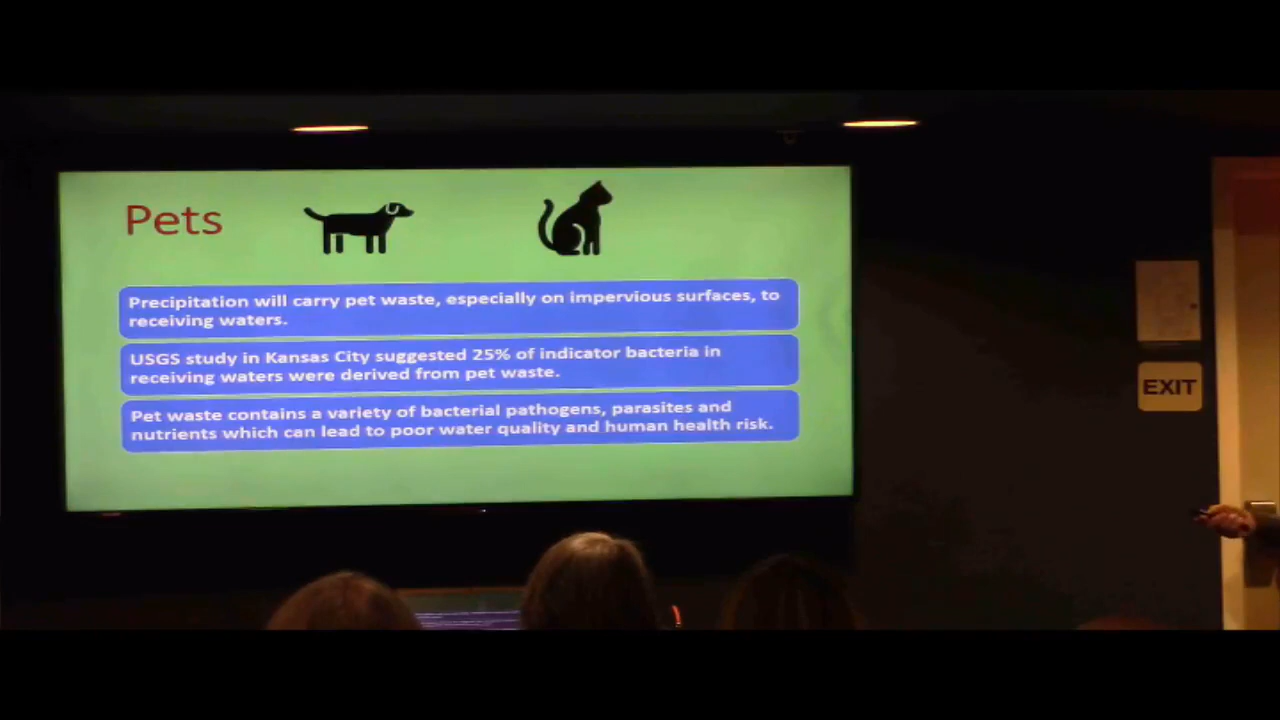 Pets
Precipitation will carry pet waste, especially on impervious surfaces, to
receiving waters.
USGS study in Kansas City suggested 25% of indicator bacteria in
receiving waters were derived from pet waste.
Pet waste contains a variety of bacterial pathogens, parasites and
nutrients which can lead to poor water quality and human health risk.
EXIT